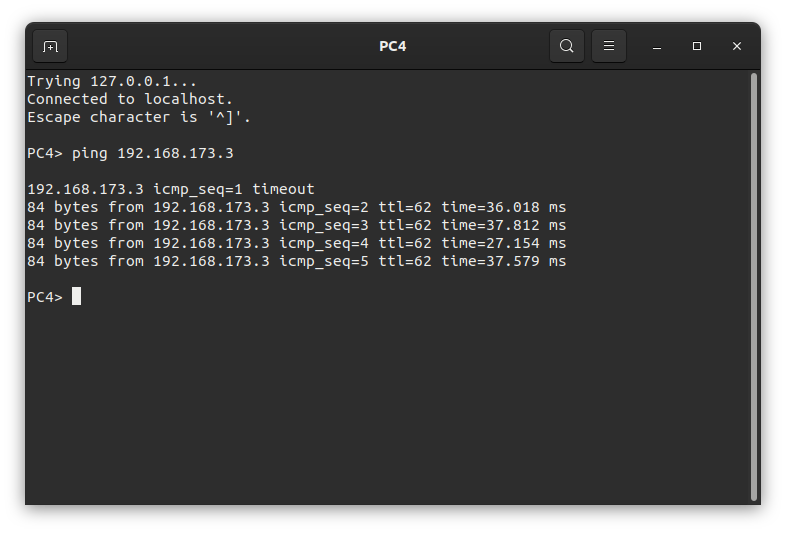 PC4
Trying 127.0.0.1...
Connected to localhost.
Escape character is '^]'.
PC4> ping 192.168.173.3
192.168.173.3 icmp_seq=1 timeout
84 bytes from 192.168.173.3 icmp_seq=2 ttl=62 time=36.018 ms
84 bytes from 192.168.173.3 icmp_seq=3 ttl=62 time=37.812 ms
84 bytes from 192.168.173.3 icmp_seq=4 ttl=62 time=27.154 ms
84 bytes from 192.168.173.3 icmp_seq=5 ttl=62 time=37.579 ms
PC4>